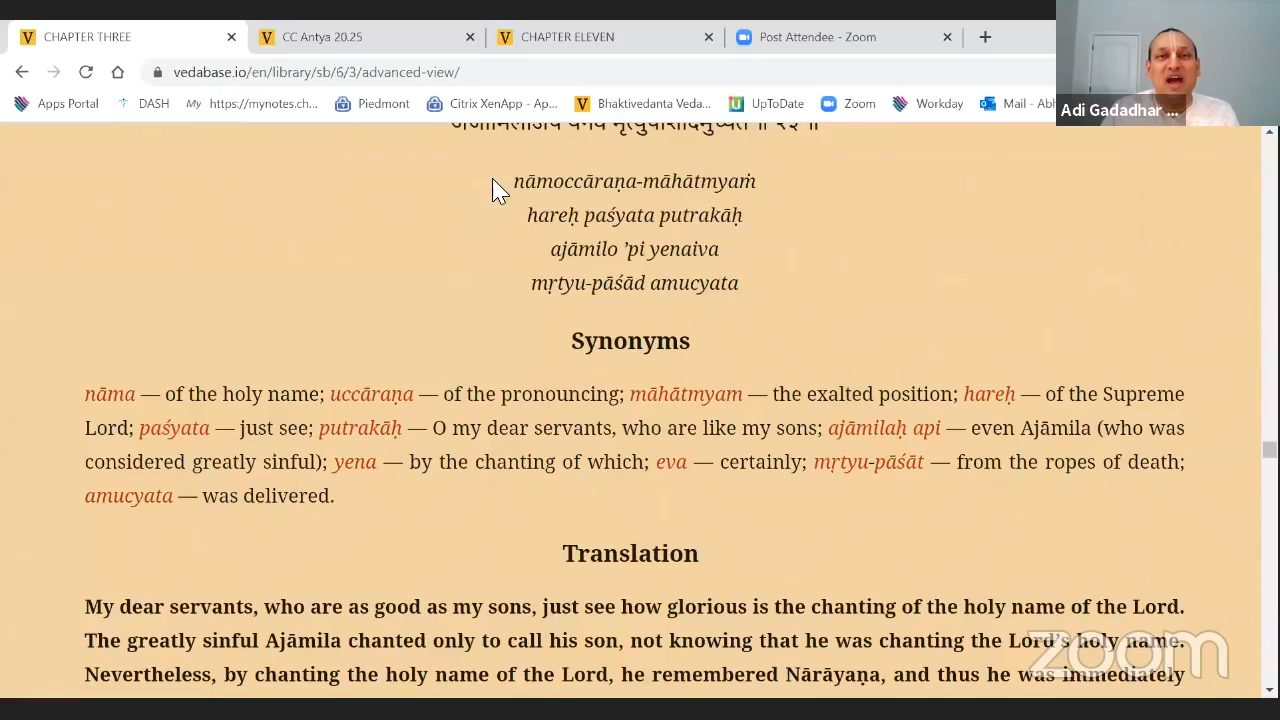 CHAPTER THREE
CC Antya 20.25
CHAPTER ELEVEN
Post Attendee - Zoom
vedabase.io/en/library/sb/6/3/advanced-view/
Apps Portal
DASH
My https://mynotes.ch...
Piedmont
Citrix XenApp - Ap...
Bhaktivedanta Veda...
UpToDate
Zoom
Workday
Mail - Abh
Adi Gadadhar ...
nāmoccāraṇa-māhātmyaṁ
hareḥ paśyata putrakāḥ
ajāmilo ’pi yenaiva
mṛtyu-pāśād amucyata
Synonyms
nāma — of the holy name; uccāraṇa — of the pronouncing; māhātmyam — the exalted position; hareḥ — of the Supreme
Lord; paśyata — just see; putrakāḥ — O my dear servants, who are like my sons; ajāmilaḥ api — even Ajāmila (who was
considered greatly sinful); yena — by the chanting of which; eva — certainly; mṛtyu-pāśāt — from the ropes of death;
amucyata — was delivered.
Translation
My dear servants, who are as good as my sons, just see how glorious is the chanting of the holy name of the Lord.
The greatly sinful Ajāmila chanted only to call his son, not knowing that he was chanting the Lord’s holy name.
Nevertheless, by chanting the holy name of the Lord, he remembered Nārāyaṇa, and thus he was immediately
zoom